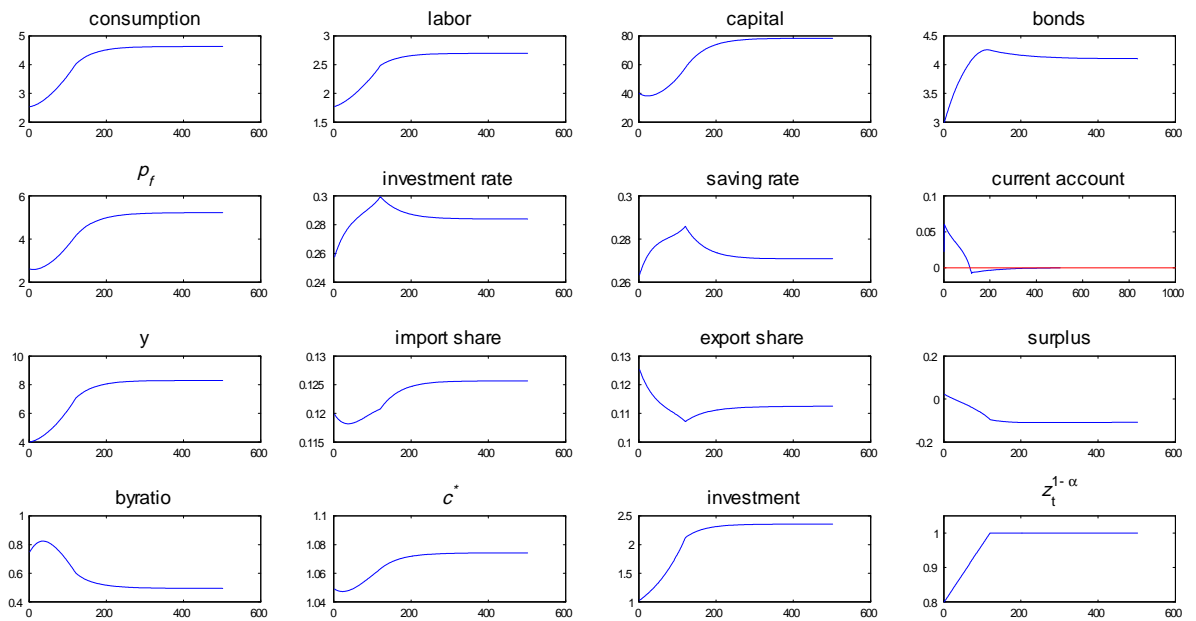 consumption
5
4
3
2
0 200 400 600
labor
3
2.5
2
1.5
0 200 400 600
capital
80
60
40
20
0 200 400 600
bonds
4.5
4
3.5
3
0 200 400 600
p_f
6
4
2
0 200 400 600
investment rate
0.3
0.28
0.26
0.24
0 200 400 600
saving rate
0.3
0.28
0.26
0 200 400 600
current account
0.1
0.05
0
0 200 400 600 800 1000
y
10
8
6
4
0 200 400 600
import share
0.13
0.125
0.12
0.115
0 200 400 600
export share
0.13
0.12
0.11
0.1
0 200 400 600
surplus
0.2
0
-0.2
0 200 400 600
byratio
1
0.8
0.6
0.4
0 200 400 600
c*
1.1
1.08
1.06
1.04
0 200 400 600
investment
2.5
2
1.5
1
0 200 400 600
z_t^{1-α}
1
0.9
0.8
0 200 400 600